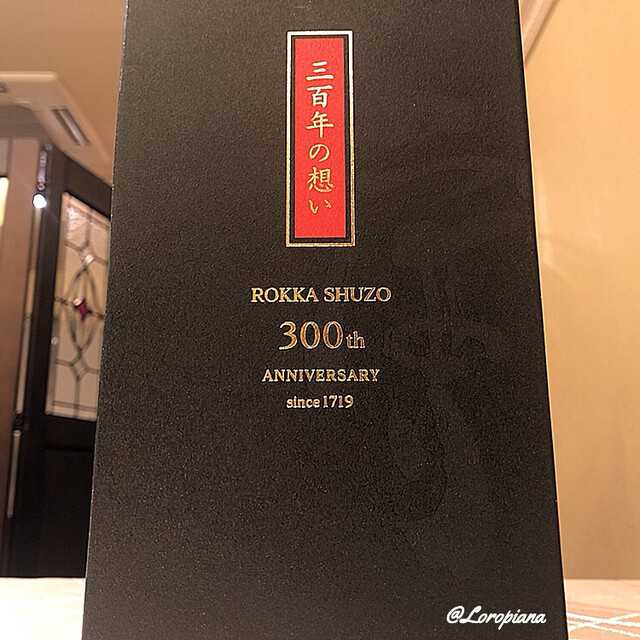 三百年の想い
ROKKA SHUZO
300th
ANNIVERSARY
since 1719
@Loropiana